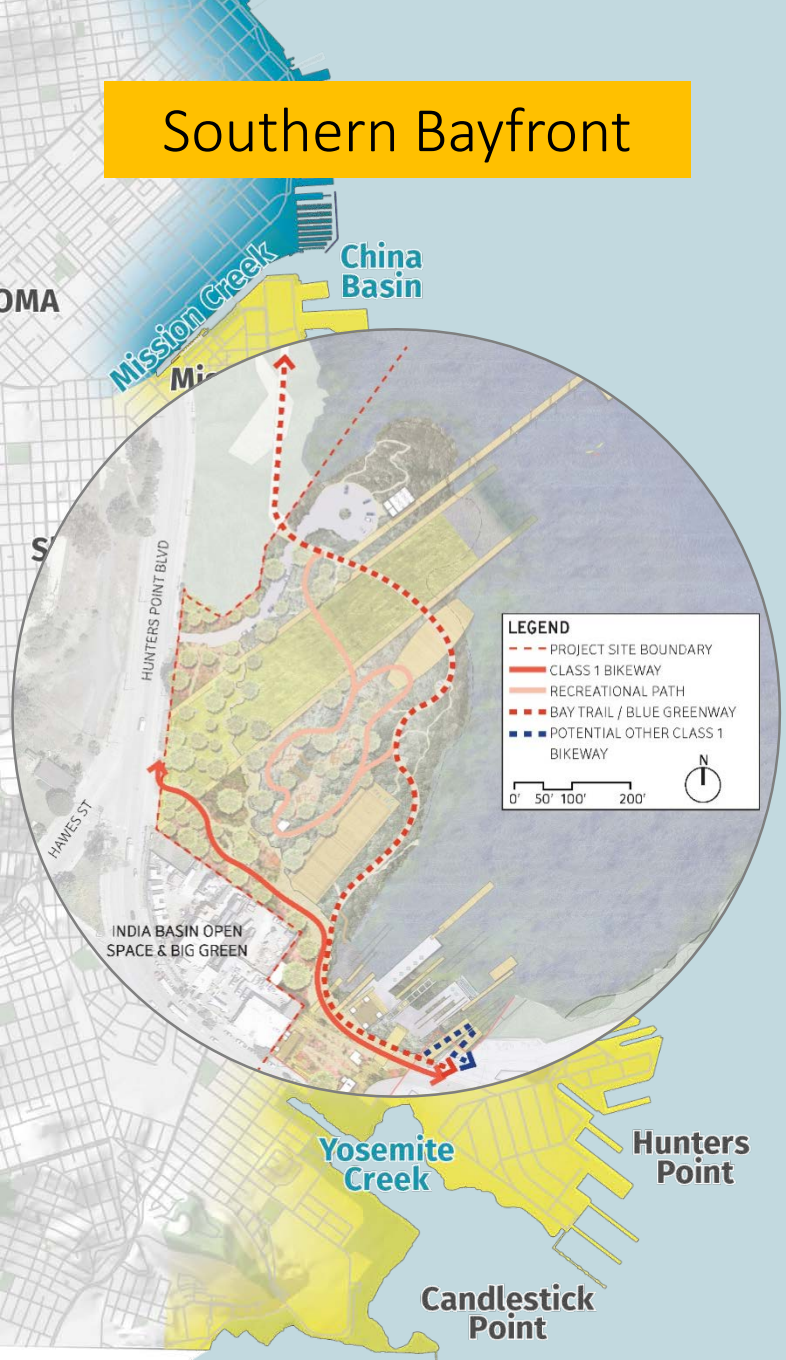 Southern Bayfront
China
Basin
Mission Creek
OMA
Mis
S
HUNTERS POINT BLVD
LEGEND
PROJECT SITE BOUNDARY
CLASS 1 BIKEWAY
RECREATIONAL PATH
BAY TRAIL / BLUE GREENWAY
POTENTIAL OTHER CLASS 1
BIKEWAY
N
0' 50' 100' 200'
HAWES ST
INDIA BASIN OPEN
SPACE & BIG GREEN
Yosemite
Creek
Hunters
Point
Candlestick
Point